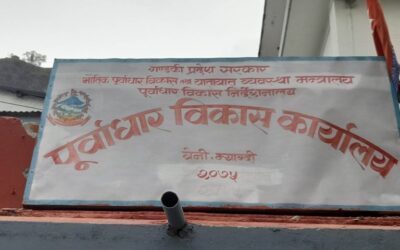 गण्डकी प्रदेश सरकार
भौतिक पूर्वाधार विकास तथा यातायात व्यवस्था मन्त्रालय
पूर्वाधार विकास निर्देशनालय
पूर्वाधार विकास कार्यालय
बेनी, म्याग्दी
२०७५